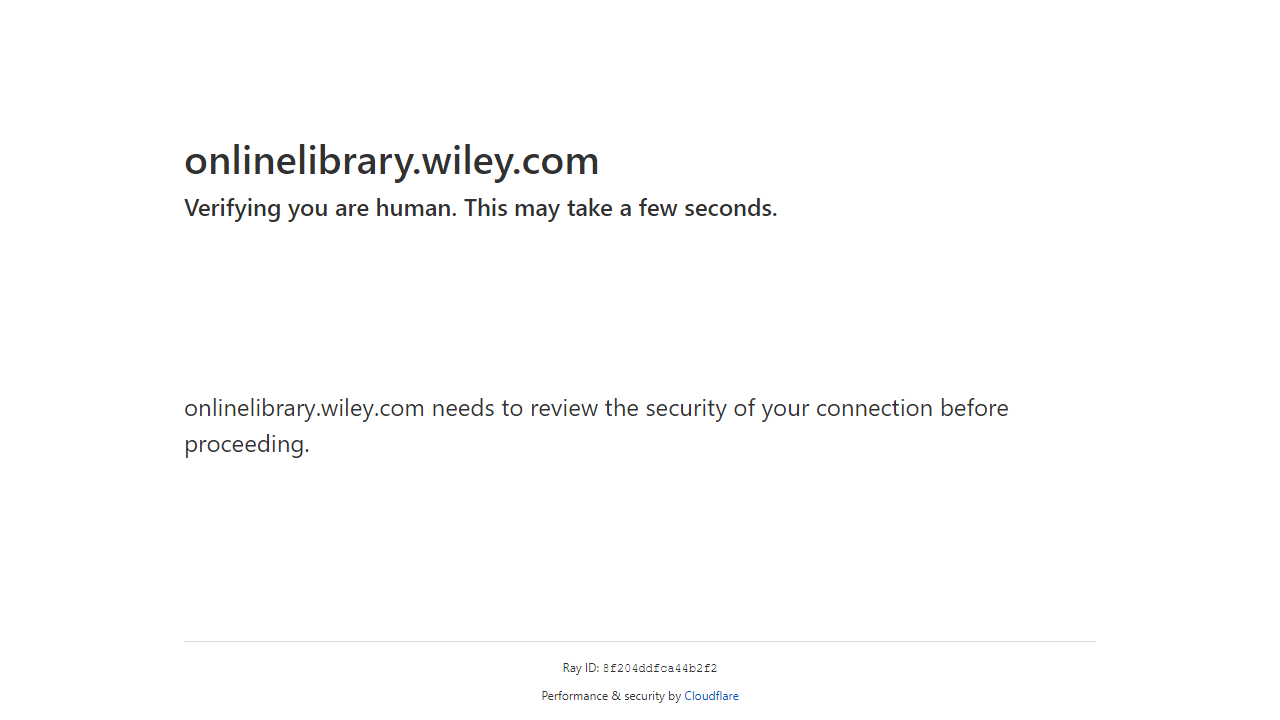 onlinelibrary.wiley.com
Verifying you are human. This may take a few seconds.
onlinelibrary.wiley.com needs to review the security of your connection before
proceeding.
Ray ID: 8f204ddfca44b2f2
Performance & security by Cloudflare